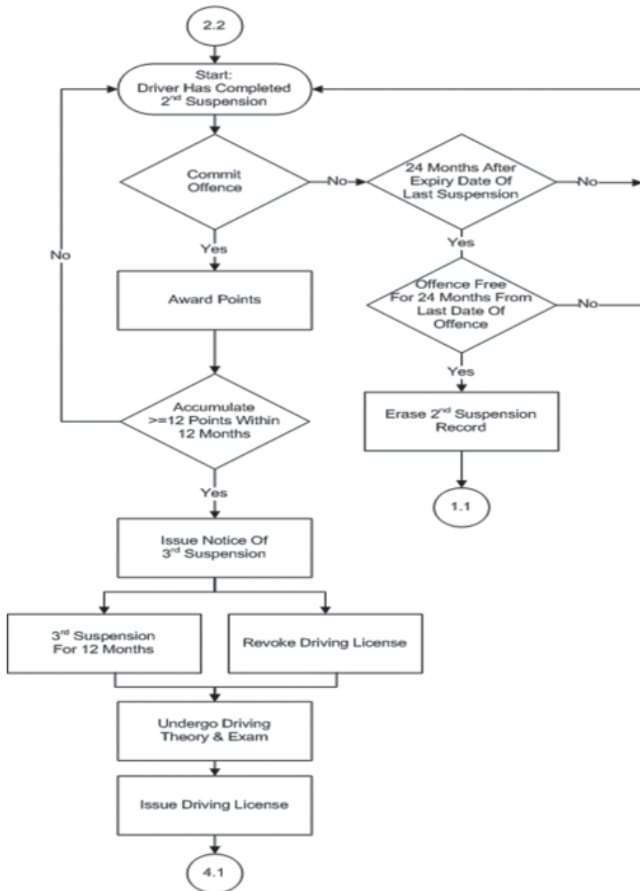 2.2
Start:
Driver Has Completed
2nd Suspension
Commit
Offence
No
24 Months After
Expiry Date Of
Last Suspension
No
Yes
Yes
No
Award Points
Offence Free
For 24 Months From
Last Date Of
Offence
No
Yes
Accumulate
>=12 Points Within
12 Months
Erase 2nd Suspension
Record
Yes
1.1
Issue Notice Of
3rd Suspension
3rd Suspension
For 12 Months
Revoke Driving License
Undergo Driving
Theory & Exam
Issue Driving License
4.1